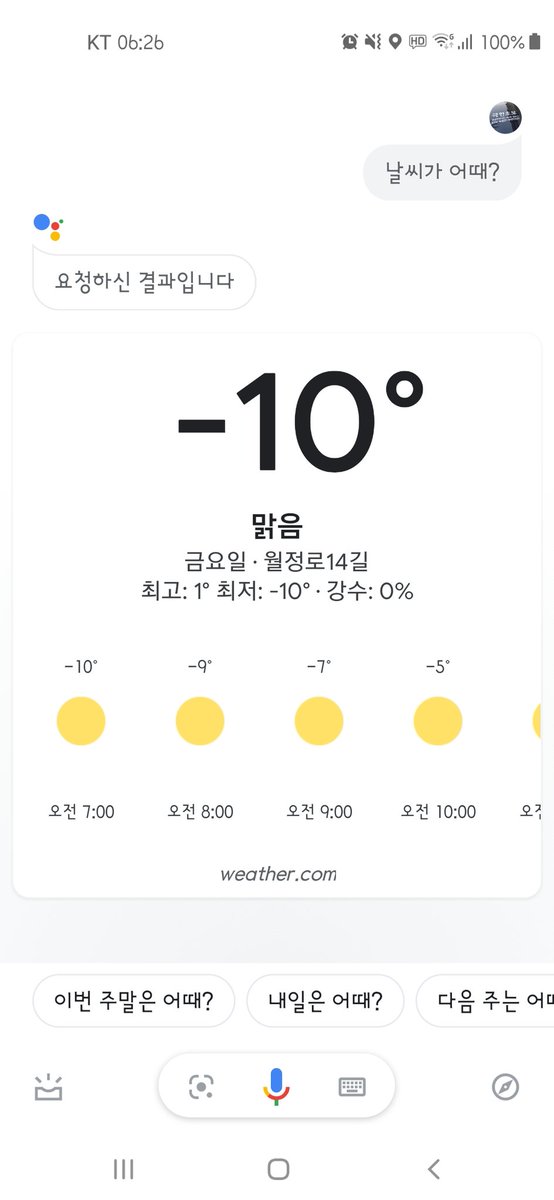 KT 06:26
HD
100%
날씨가 어때?
요청하신 결과입니다
-10°
맑음
금요일 · 월정로14길
최고: 1° 최저: -10° · 강수: 0%
-10° -9° -7° -5°
오전 7:00 오전 8:00 오전 9:00 오전 10:00 오전
weather.com
이번 주말은 어때? 내일은 어때? 다음 주는